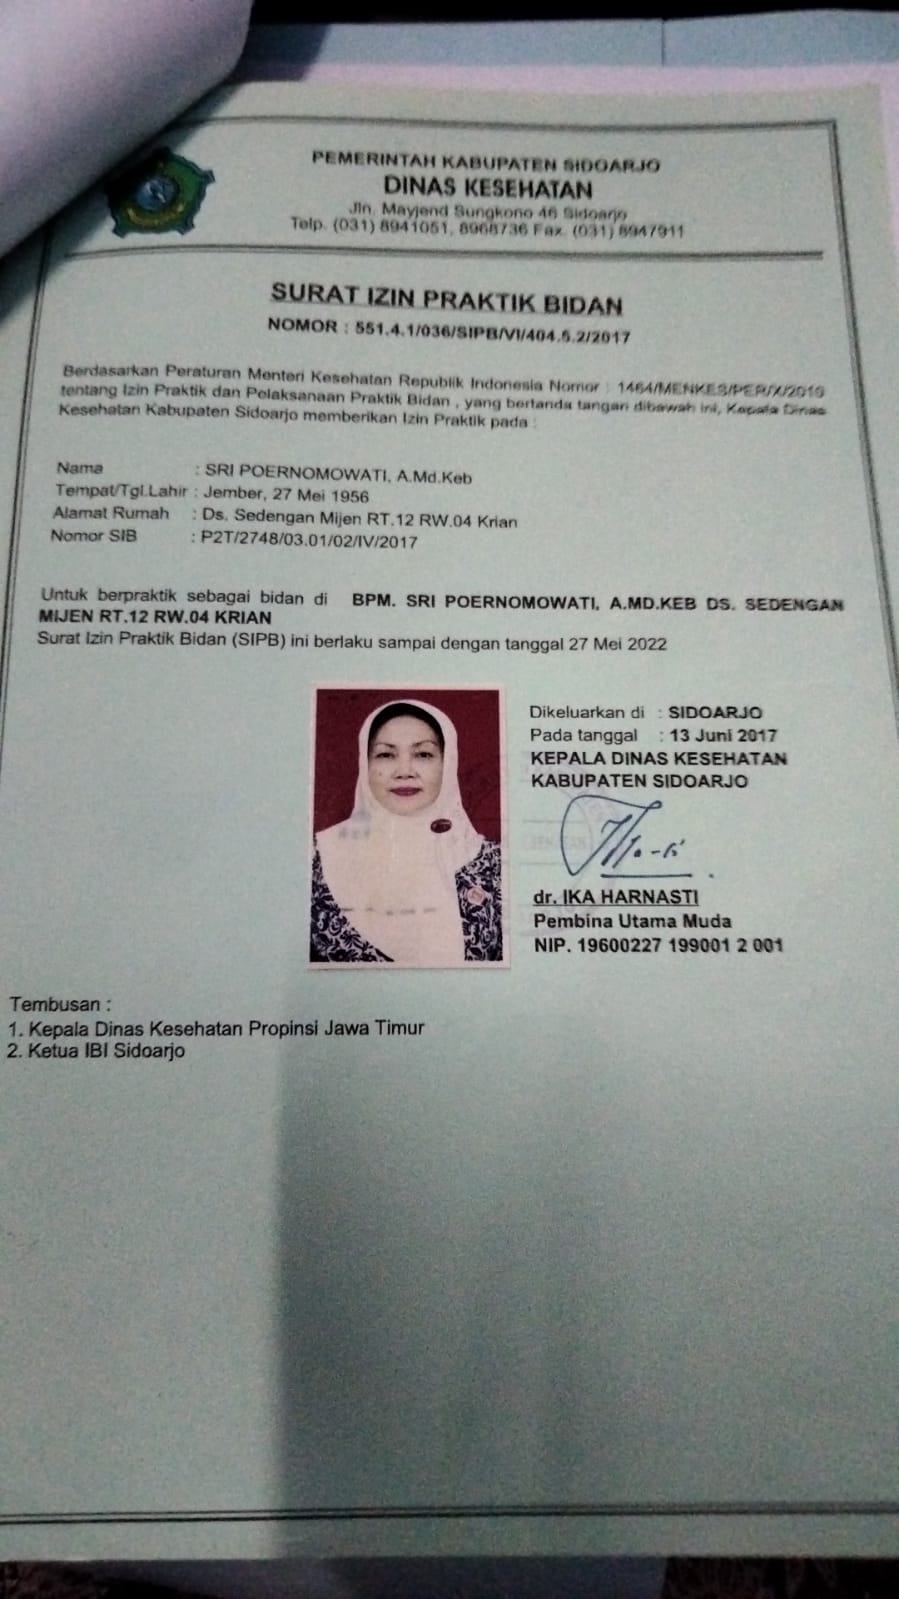 PEMERINTAH KABUPATEN SIDOARJO
DINAS KESEHATAN
Jln. Mayjend Sungkono 46 Sidoarjo
Telp. (031) 8941051, 8968736 Fax. (031) 8947911
SURAT IZIN PRAKTIK BIDAN
NOMOR : 551.4.1/036/SIPB/VI/404.5.2/2017
Berdasarkan Peraturan Menteri Kesehatan Republik Indonesia Nomor : 1464/MENKES/PER/X/2010
tentang Izin Praktik dan Pelaksanaan Praktik Bidan , yang bertanda tangan dibawah ini, Kepala Dinas
Kesehatan Kabupaten Sidoarjo memberikan Izin Praktik pada :
Nama : SRI POERNOMOWATI, A.Md.Keb
Tempat/Tgl.Lahir : Jember, 27 Mei 1956
Alamat Rumah : Ds. Sedengan Mijen RT.12 RW.04 Krian
Nomor SIB : P2T/2748/03.01/02/IV/2017
Untuk berpraktik sebagai bidan di BPM. SRI POERNOMOWATI, A.MD.KEB DS. SEDENGAN
MIJEN RT.12 RW.04 KRIAN
Surat Izin Praktik Bidan (SIPB) ini berlaku sampai dengan tanggal 27 Mei 2022
Dikeluarkan di : SIDOARJO
Pada tanggal : 13 Juni 2017
KEPALA DINAS KESEHATAN
KABUPATEN SIDOARJO
dr. IKA HARNASTI
Pembina Utama Muda
NIP. 19600227 199001 2 001
Tembusan :
1. Kepala Dinas Kesehatan Propinsi Jawa Timur
2. Ketua IBI Sidoarjo